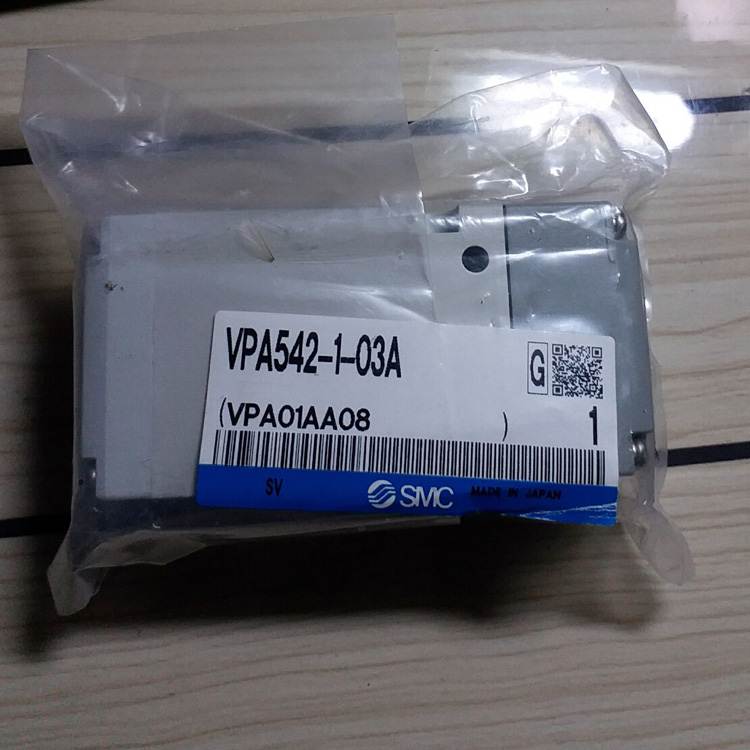 VPA542-1-03A
G
(VPA01AA08 )
1
SV SMC MADE IN JAPAN